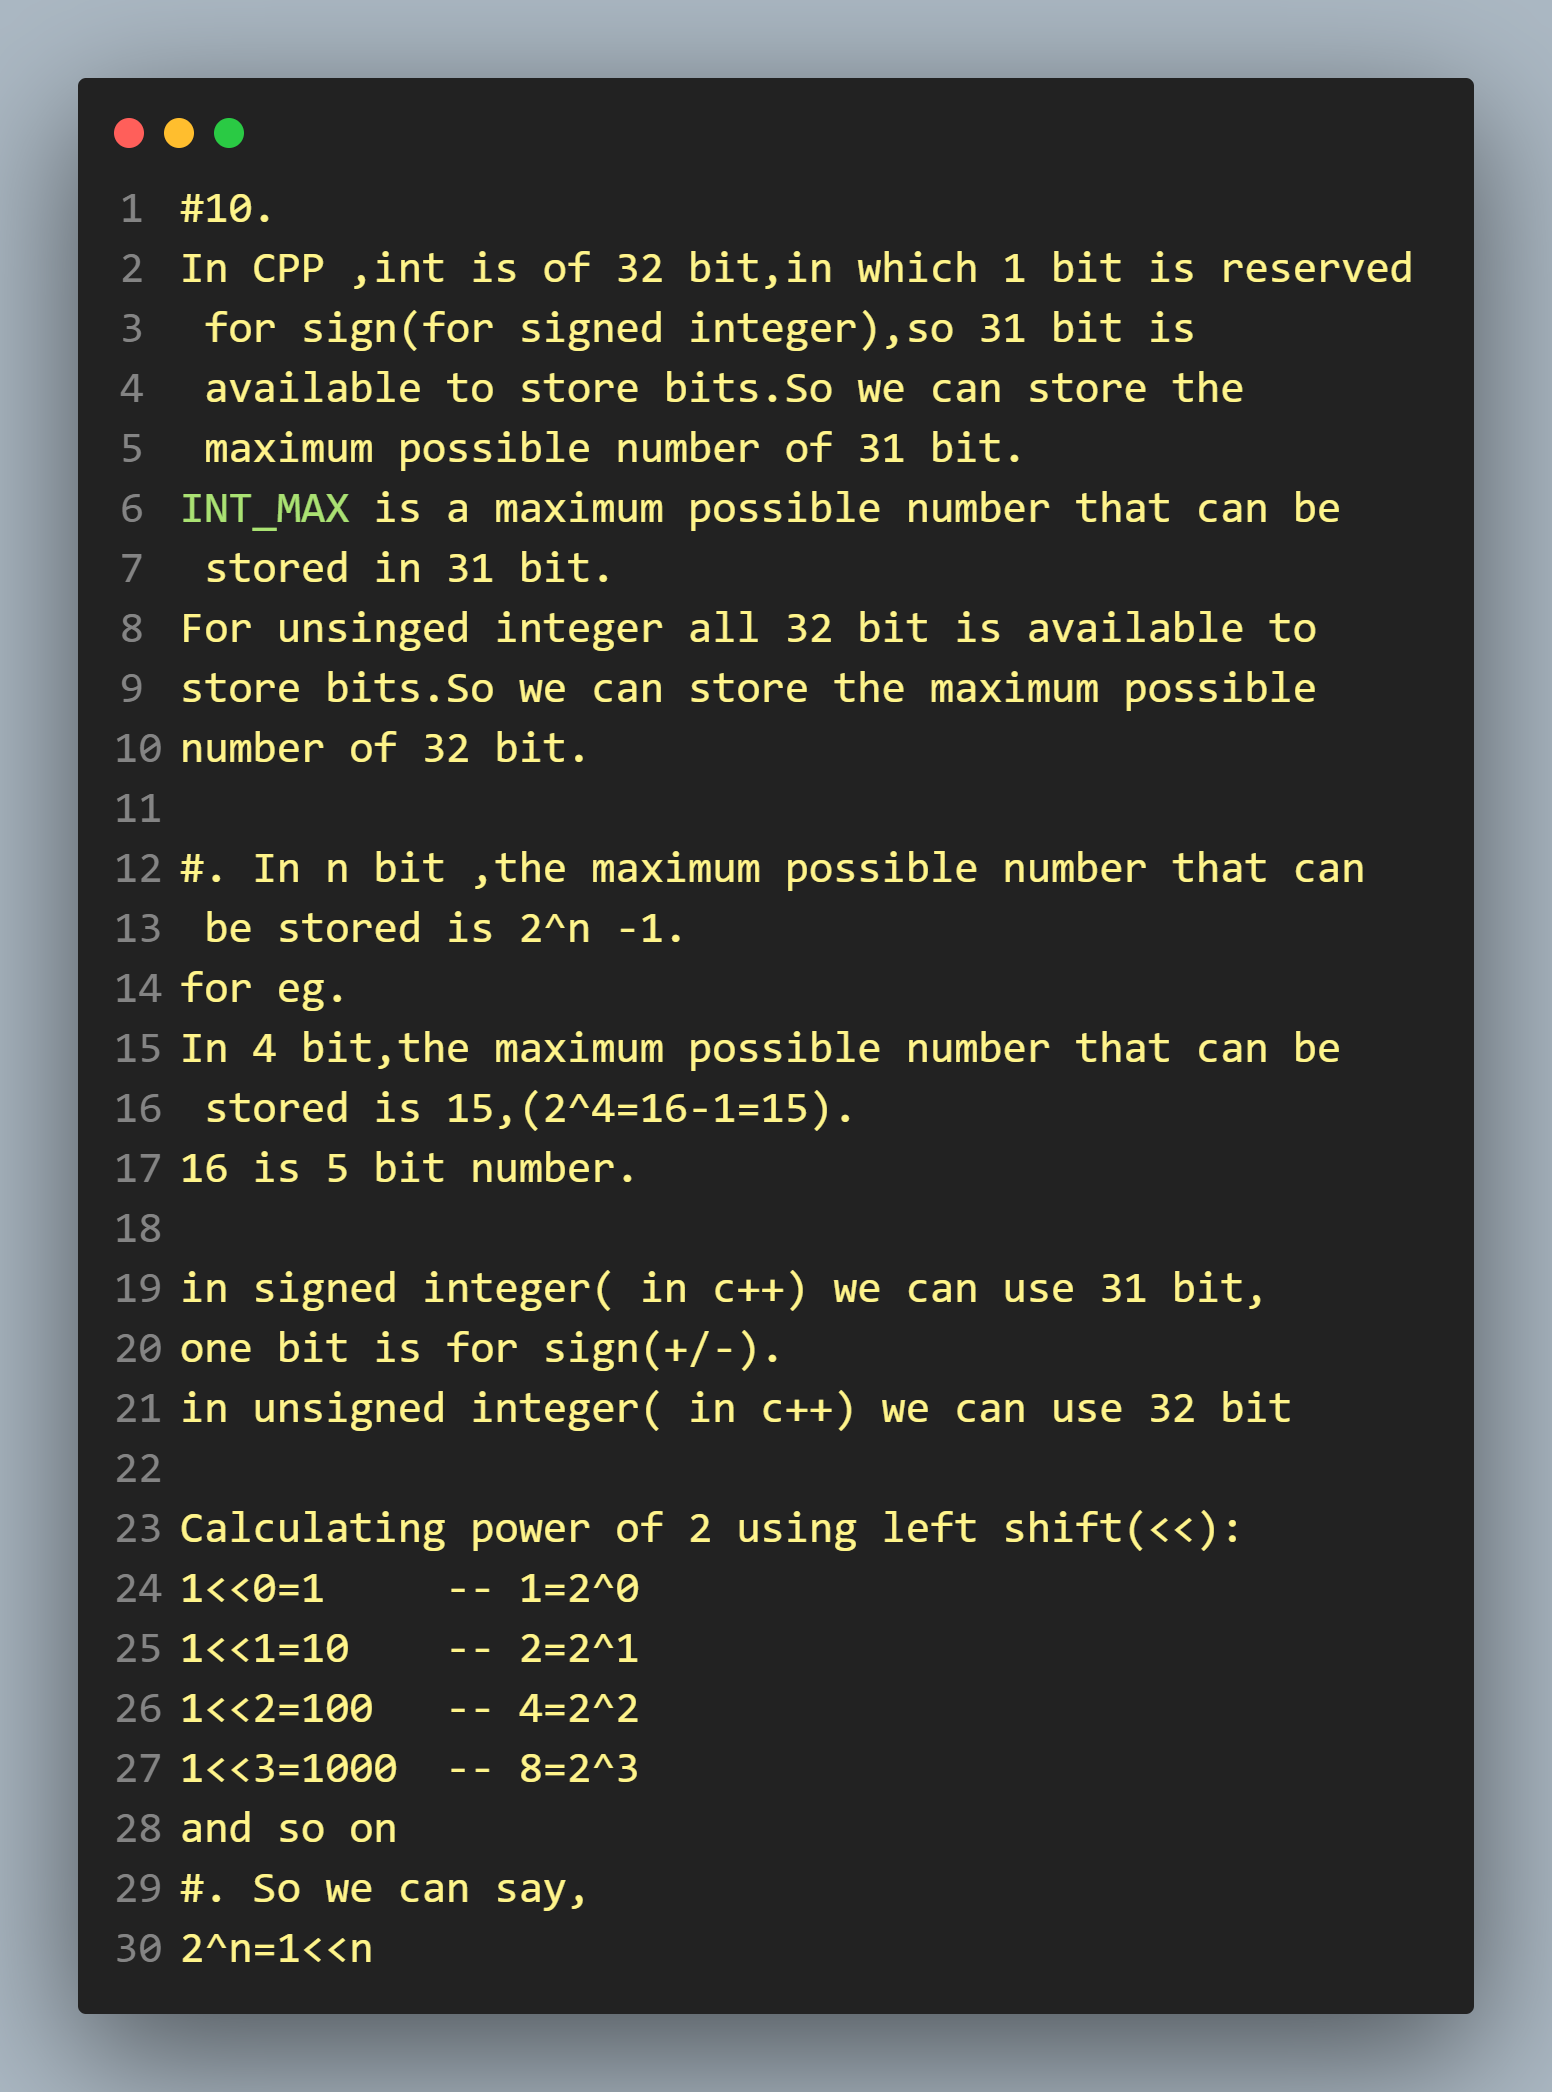 1 #10.
2 In CPP ,int is of 32 bit,in which 1 bit is reserved
3  for sign(for signed integer),so 31 bit is
4  available to store bits.So we can store the
5  maximum possible number of 31 bit.
6 INT_MAX is a maximum possible number that can be
7  stored in 31 bit.
8 For unsinged integer all 32 bit is available to
9 store bits.So we can store the maximum possible
10 number of 32 bit.
11
12 #. In n bit ,the maximum possible number that can
13  be stored is 2^n -1.
14 for eg.
15 In 4 bit,the maximum possible number that can be
16  stored is 15,(2^4=16-1=15).
17 16 is 5 bit number.
18
19 in signed integer( in c++) we can use 31 bit,
20 one bit is for sign(+/-).
21 in unsigned integer( in c++) we can use 32 bit
22
23 Calculating power of 2 using left shift(<<):
24 1<<0=1     -- 1=2^0
25 1<<1=10    -- 2=2^1
26 1<<2=100   -- 4=2^2
27 1<<3=1000  -- 8=2^3
28 and so on
29 #. So we can say,
30 2^n=1<<n